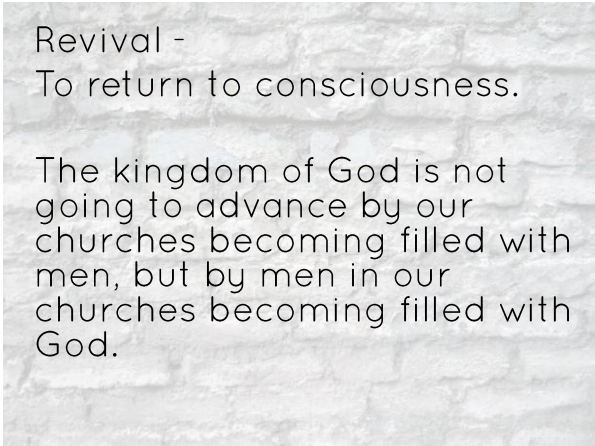 Revival -
To return to consciousness.
The kingdom of God is not
going to advance by our
churches becoming filled with
men, but by men in our
churches becoming filled with
God.